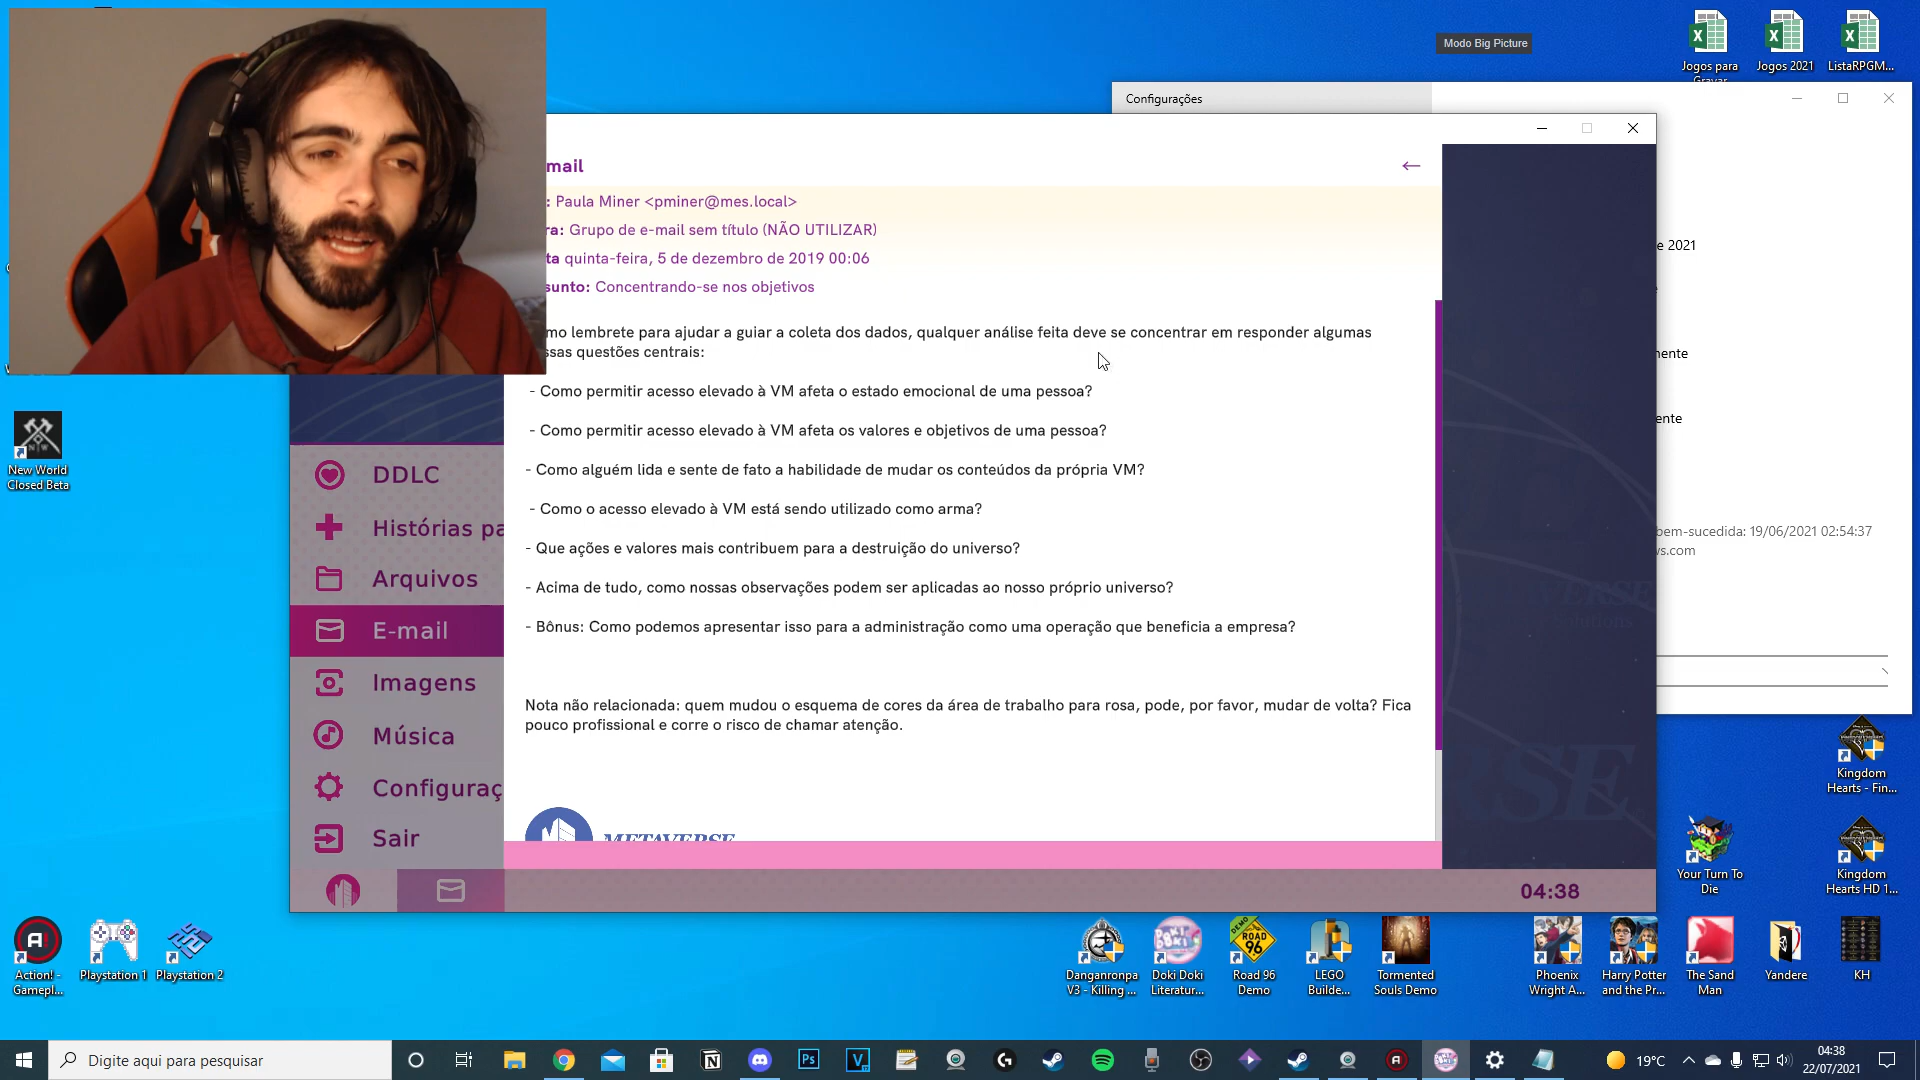 Modo Big Picture
Jogos para
Gravar
Jogos 2021
ListaRPGM...
Configurações
mail
: Paula Miner <pminer@mes.local>
ra: Grupo de e-mail sem título (NÃO UTILIZAR)
ta quinta-feira, 5 de dezembro de 2019 00:06
sunto: Concentrando-se nos objetivos
mo lembrete para ajudar a guiar a coleta dos dados, qualquer análise feita deve se concentrar em responder algumas
ssas questões centrais:
- Como permitir acesso elevado à VM afeta o estado emocional de uma pessoa?
- Como permitir acesso elevado à VM afeta os valores e objetivos de uma pessoa?
- Como alguém lida e sente de fato a habilidade de mudar os conteúdos da própria VM?
- Como o acesso elevado à VM está sendo utilizado como arma?
- Que ações e valores mais contribuem para a destruição do universo?
- Acima de tudo, como nossas observações podem ser aplicadas ao nosso próprio universo?
- Bônus: Como podemos apresentar isso para a administração como uma operação que beneficia a empresa?
Nota não relacionada: quem mudou o esquema de cores da área de trabalho para rosa, pode, por favor, mudar de volta? Fica
pouco profissional e corre o risco de chamar atenção.
METAVERSE
e 2021
nente
ente
bem-sucedida: 19/06/2021 02:54:37
ws.com
DDLC
Histórias pa
Arquivos
E-mail
Imagens
Música
Configuraç
Sair
04:38
New World
Closed Beta
Kingdom
Hearts - Fin...
Your Turn To
Die
Kingdom
Hearts HD 1...
Action! -
Gamepl...
Playstation 1
Playstation 2
Danganronpa
V3 - Killing ...
Doki Doki
Literatur...
DEMO
ROAD
96
Road 96
Demo
LEGO
Builde...
Tormented
Souls Demo
Phoenix
Wright A...
Harry Potter
and the Pr...
The Sand
Man
Yandere
KH
Digite aqui para pesquisar
19°C
04:38
22/07/2021